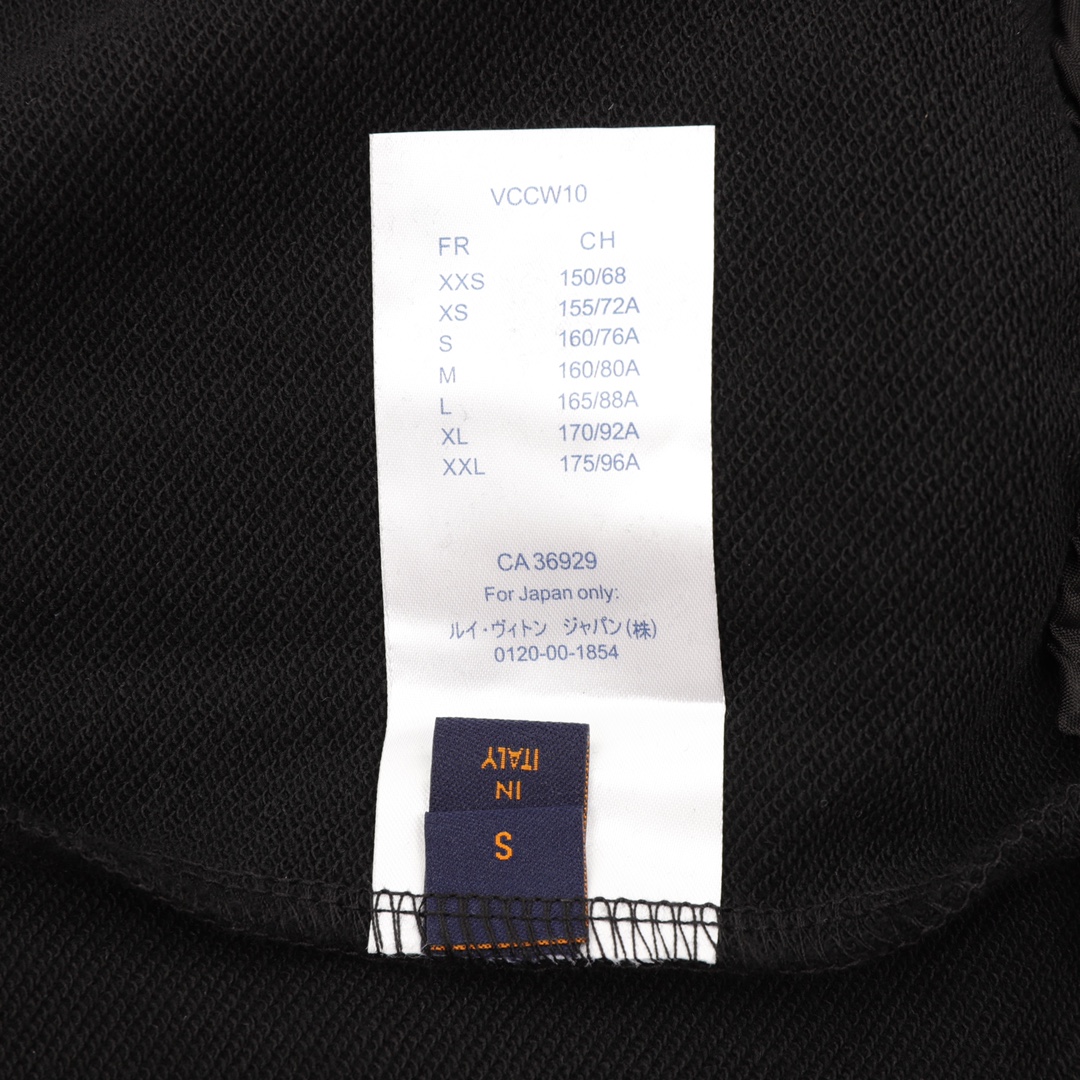 VCCW10
FR CH
XXS 150/68
XS 155/72A
S 160/76A
M 160/80A
L 165/88A
XL 170/92A
XXL 175/96A
CA 36929
For Japan only:
ルイ・ヴィトン ジャパン(株)
0120-00-1854
IN
ITALY
S